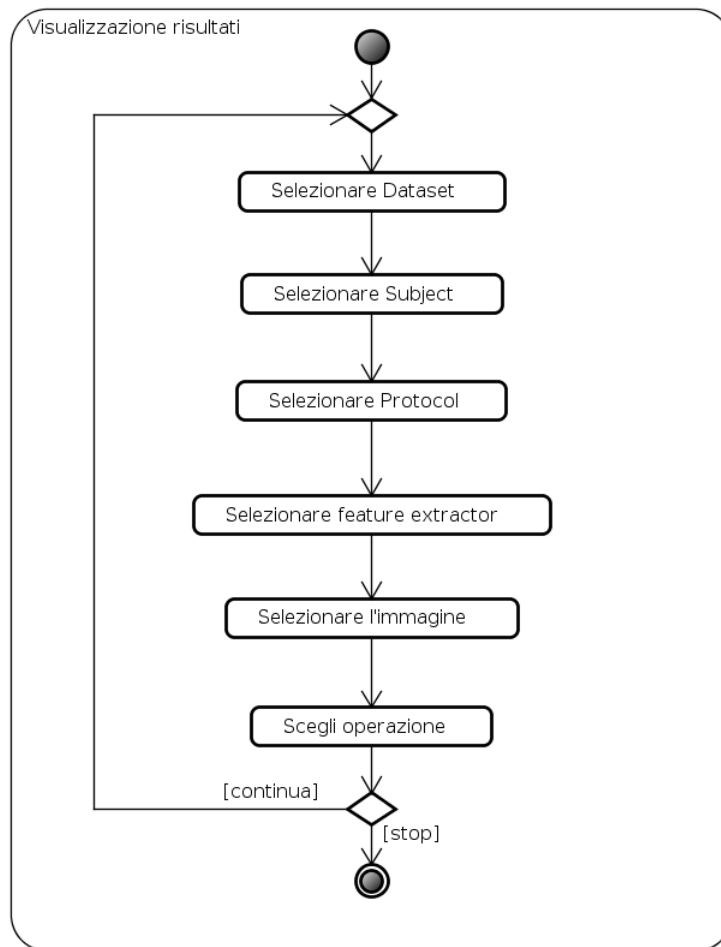 Visualizzazione risultati
Selezionare Dataset
Selezionare Subject
Selezionare Protocol
Selezionare feature extractor
Selezionare l'immagine
Scegli operazione
[continua]
[stop]